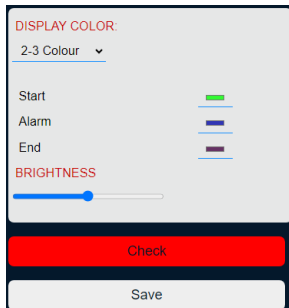 DISPLAY COLOR:
2-3 Colour
Start
Alarm
End
BRIGHTNESS
Check
Save